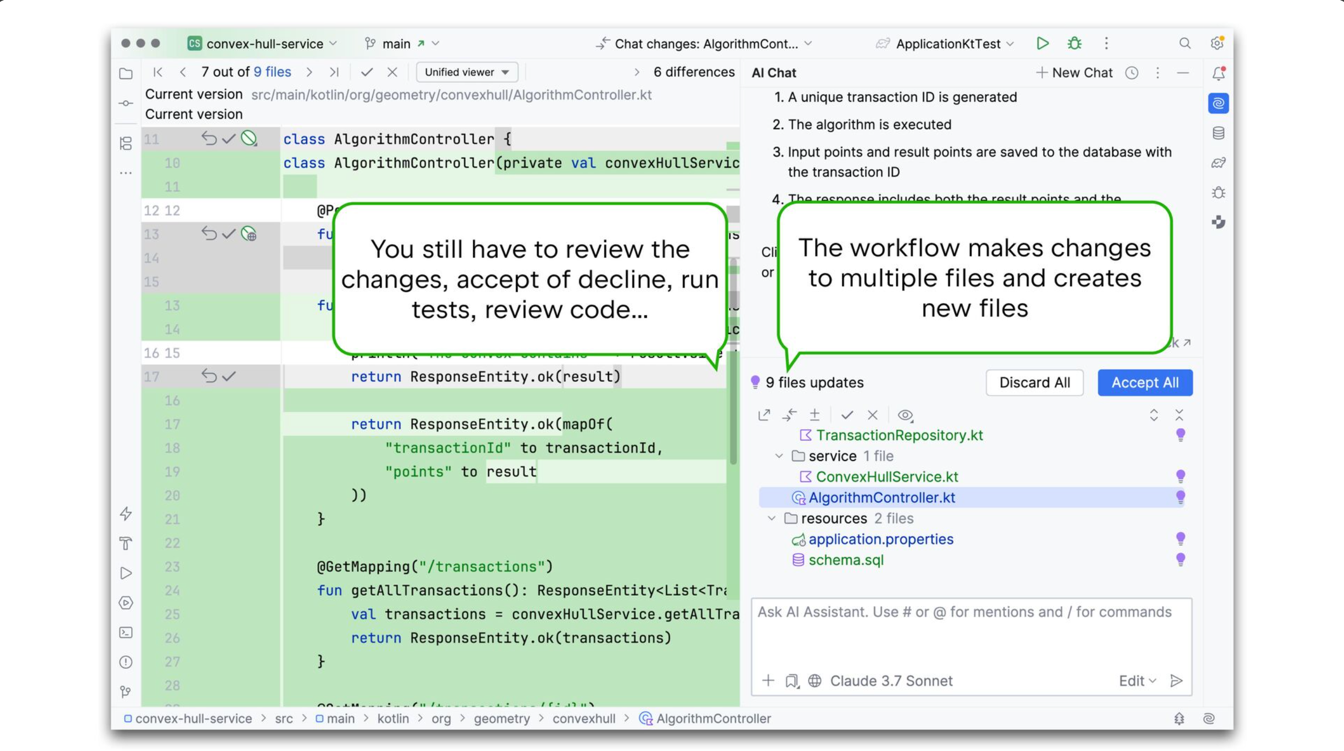 CS convex-hull-service
main
Chat changes: AlgorithmCont...
ApplicationKtTest
7 out of 9 files
Unified viewer
6 differences
Current version src/main/kotlin/org/geometry/convexhull/AlgorithmController.kt
Current version
11 class AlgorithmController {
10 class AlgorithmController(private val convexHullServic
11
12 12 @P
13 fu
14
15
13 fu
14
16 15
17 return ResponseEntity.ok(result)
16
17 return ResponseEntity.ok(mapOf(
18 "transactionId" to transactionId,
19 "points" to result
20 ))
21 }
22
23 @GetMapping("/transactions")
24 fun getAllTransactions(): ResponseEntity<List<Tra
25 val transactions = convexHullService.getAllTra
26 return ResponseEntity.ok(transactions)
27 }
28
You still have to review the
changes, accept of decline, run
tests, review code...
AI Chat
New Chat
1. A unique transaction ID is generated
2. The algorithm is executed
3. Input points and result points are saved to the database with
the transaction ID
4. The response includes both the result points and the
Cli
or
The workflow makes changes
to multiple files and creates
new files
9 files updates
Discard All
Accept All
TransactionRepository.kt
service 1 file
ConvexHullService.kt
AlgorithmController.kt
resources 2 files
application.properties
schema.sql
Ask AI Assistant. Use # or @ for mentions and / for commands
Claude 3.7 Sonnet
Edit
convex-hull-service > src > main > kotlin > org > geometry > convexhull > AlgorithmController